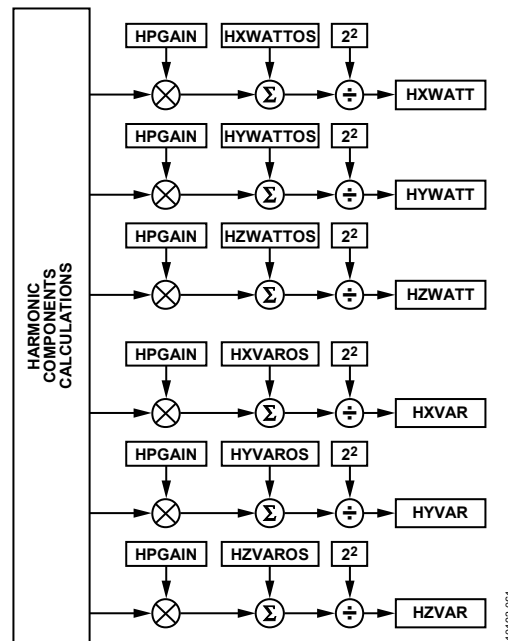 HPGAIN HXWATTOS 2²
Σ ÷ HXWATT
HPGAIN HYWATTOS 2²
Σ ÷ HYWATT
HPGAIN HZWATTOS 2²
Σ ÷ HZWATT
HARMONIC
COMPONENTS
CALCULATIONS
HPGAIN HXVAROS 2²
Σ ÷ HXVAR
HPGAIN HYVAROS 2²
Σ ÷ HYVAR
HPGAIN HZVAROS 2²
Σ ÷ HZVAR